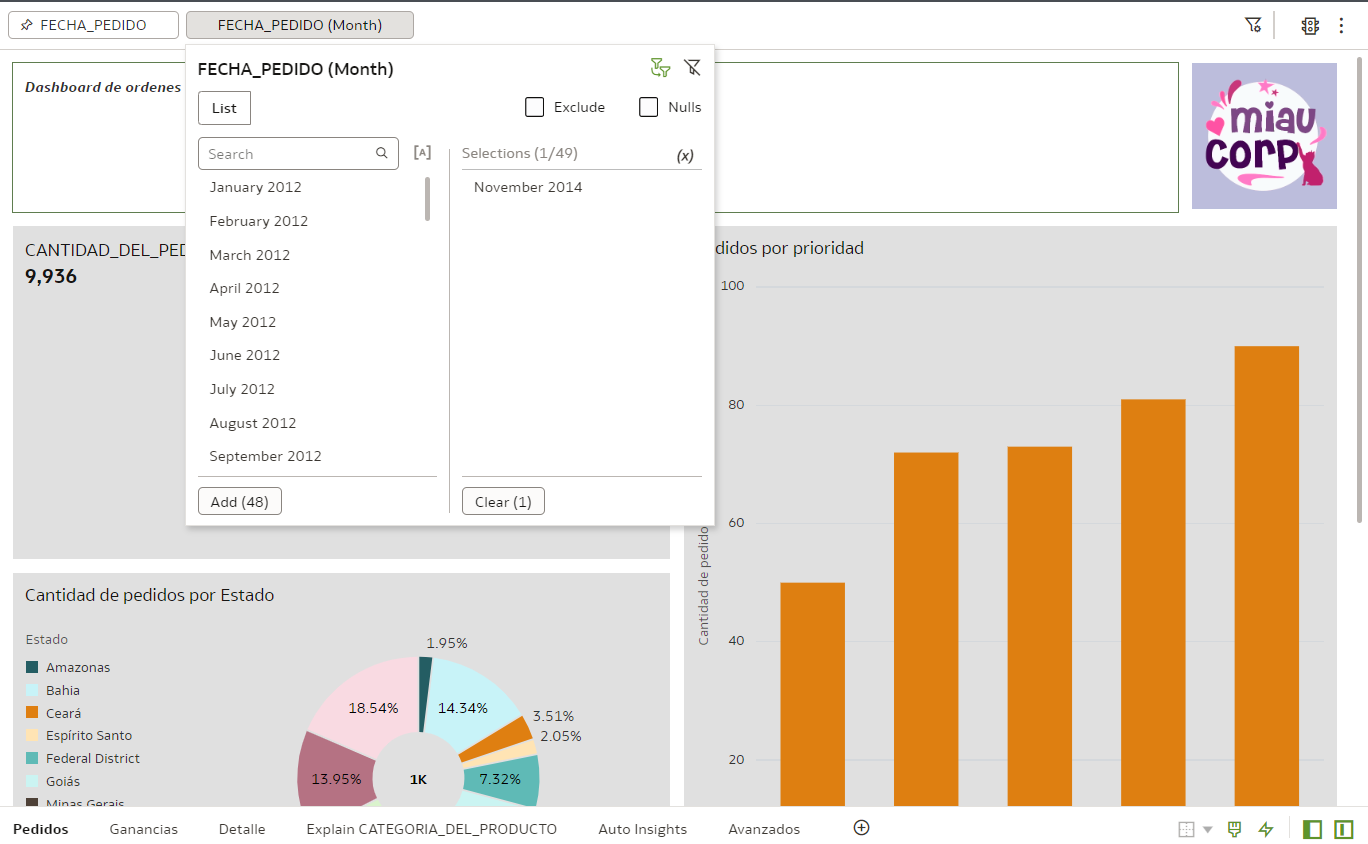 FECHA_PEDIDO
FECHA_PEDIDO (Month)
FECHA_PEDIDO (Month)
List
Exclude
Nulls
Search
[A]
Selections (1/49)
(x)
January 2012
February 2012
March 2012
April 2012
May 2012
June 2012
July 2012
August 2012
September 2012
November 2014
Add (48)
Clear (1)
Dashboard de ordenes
miau
corp
CANTIDAD_DEL_PED
9,936
didos por prioridad
100
80
60
40
20
Cantidad de pedido
Cantidad de pedidos por Estado
Estado
Amazonas
Bahia
Ceará
Espírito Santo
Federal District
Goiás
Minas Gerais
1.95%
14.34%
3.51%
2.05%
7.32%
18.54%
13.95%
1K
Pedidos
Ganancias
Detalle
Explain CATEGORIA_DEL_PRODUCTO
Auto Insights
Avanzados